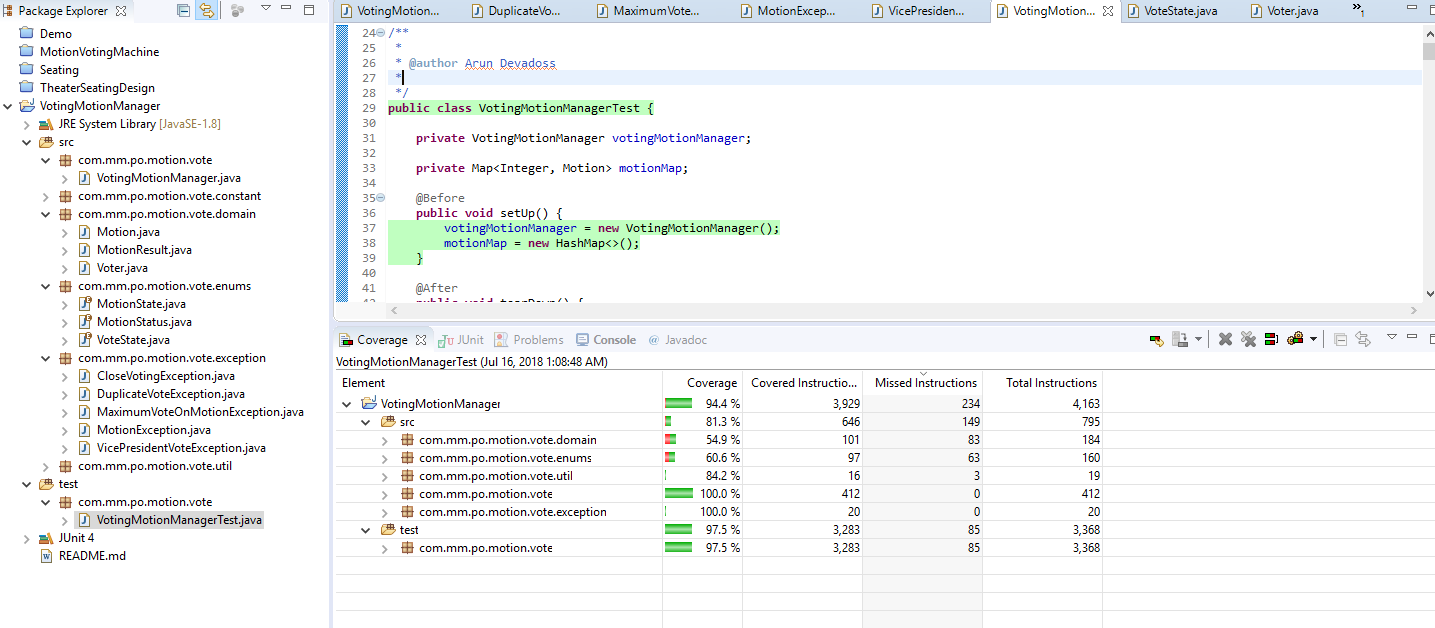 Package Explorer
Demo
MotionVotingMachine
Seating
TheaterSeatingDesign
VotingMotionManager
JRE System Library [JavaSE-1.8]
src
com.mm.po.motion.vote
VotingMotionManager.java
com.mm.po.motion.vote.constant
com.mm.po.motion.vote.domain
Motion.java
MotionResult.java
Voter.java
com.mm.po.motion.vote.enums
MotionState.java
MotionStatus.java
VoteState.java
com.mm.po.motion.vote.exception
CloseVotingException.java
DuplicateVoteException.java
MaximumVoteOnMotionException.java
MotionException.java
VicePresidentVoteException.java
com.mm.po.motion.vote.util
test
com.mm.po.motion.vote
VotingMotionManagerTest.java
JUnit 4
README.md
VotingMotion... DuplicateVo... MaximumVote... MotionExcep... VicePresiden... VotingMotion... VoteState.java Voter.java »1
24 /**
25 *
26 * @author Arun Devadoss
27 *
28 */
29 public class VotingMotionManagerTest {
30
31 private VotingMotionManager votingMotionManager;
32
33 private Map<Integer, Motion> motionMap;
34
35 @Before
36 public void setUp() {
37 votingMotionManager = new VotingMotionManager();
38 motionMap = new HashMap<>();
39 }
40
41 @After
42 public void tearDown() {
Coverage JUnit Problems Console @ Javadoc
VotingMotionManagerTest (Jul 16, 2018 1:08:48 AM)
Element Coverage Covered Instructio... Missed Instructions Total Instructions
VotingMotionManager 94.4 % 3,929 234 4,163
src 81.3 % 646 149 795
com.mm.po.motion.vote.domain 54.9 % 101 83 184
com.mm.po.motion.vote.enums 60.6 % 97 63 160
com.mm.po.motion.vote.util 84.2 % 16 3 19
com.mm.po.motion.vote 100.0 % 412 0 412
com.mm.po.motion.vote.exception 100.0 % 20 0 20
test 97.5 % 3,283 85 3,368
com.mm.po.motion.vote 97.5 % 3,283 85 3,368